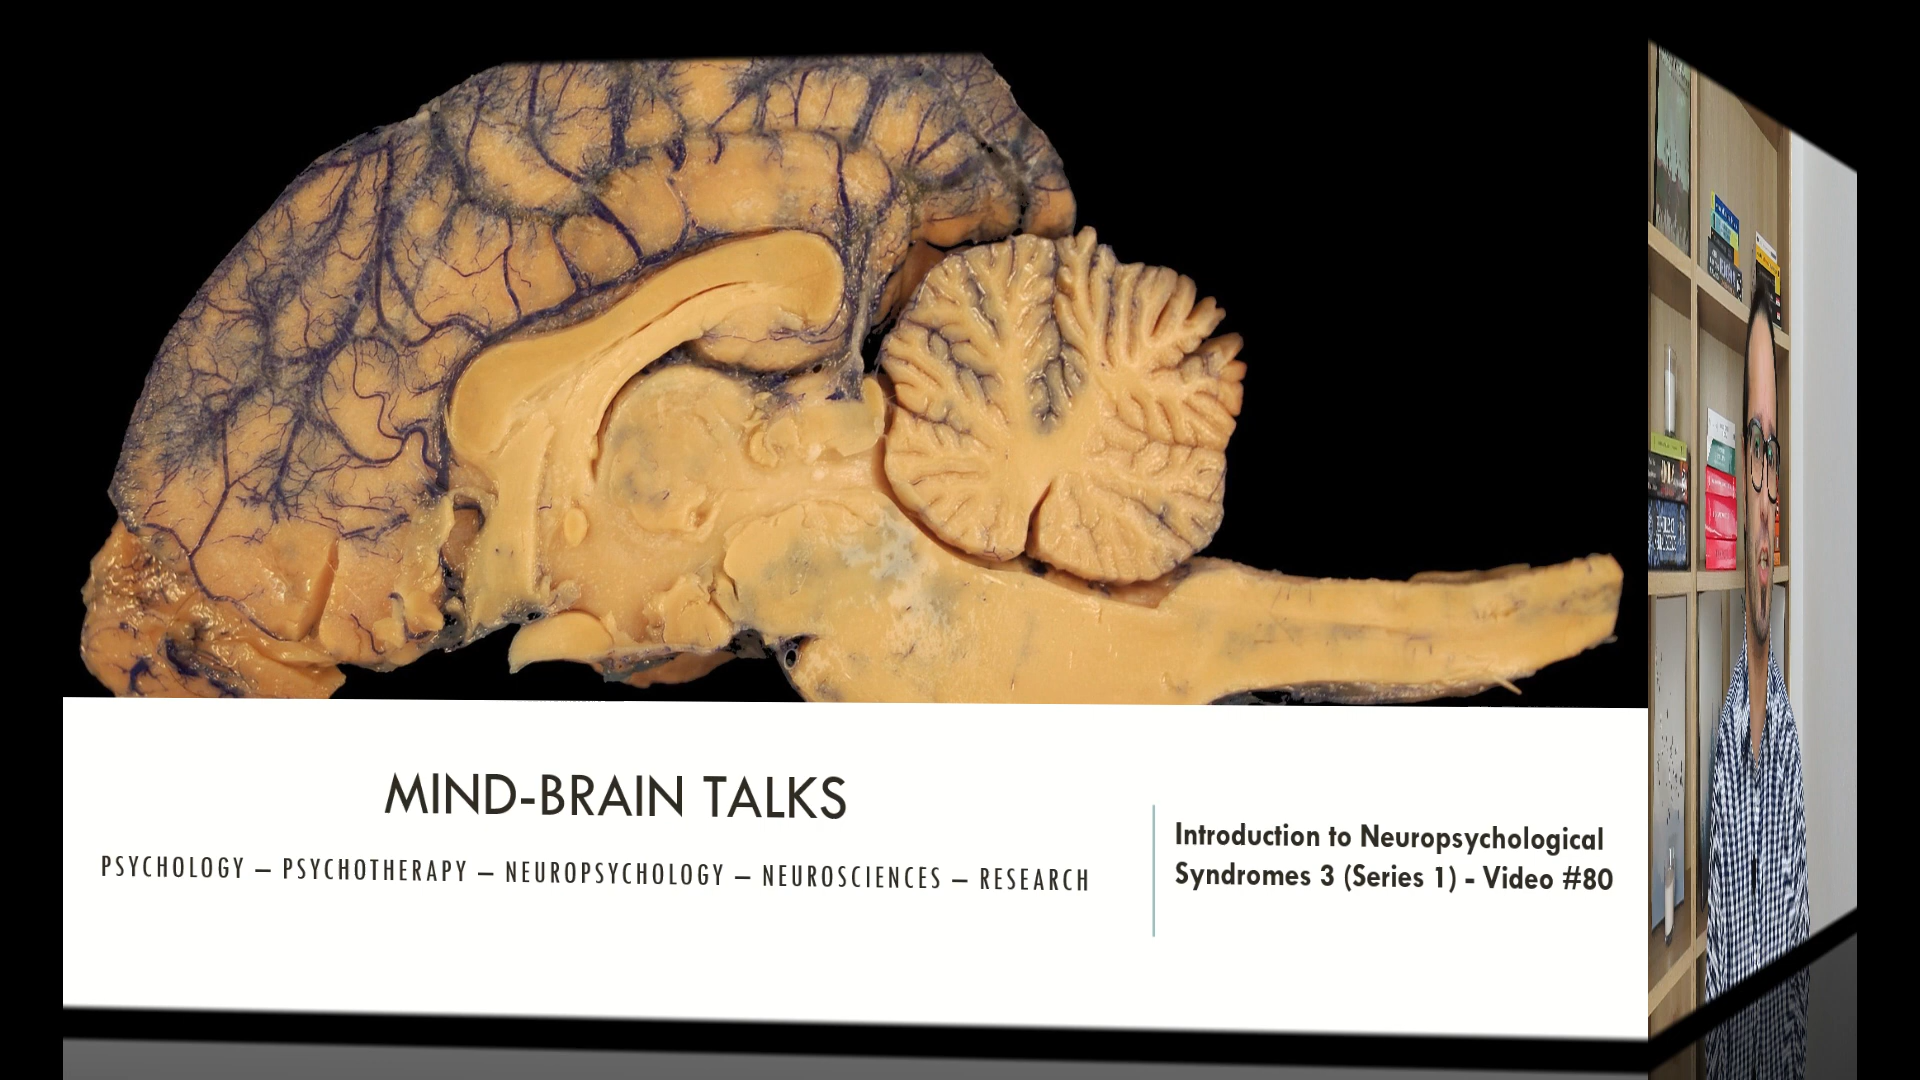 MIND-BRAIN TALKS
PSYCHOLOGY – PSYCHOTHERAPY – NEUROPSYCHOLOGY – NEUROSCIENCES – RESEARCH
Introduction to Neuropsychological
Syndromes 3 (Series 1) - Video #80